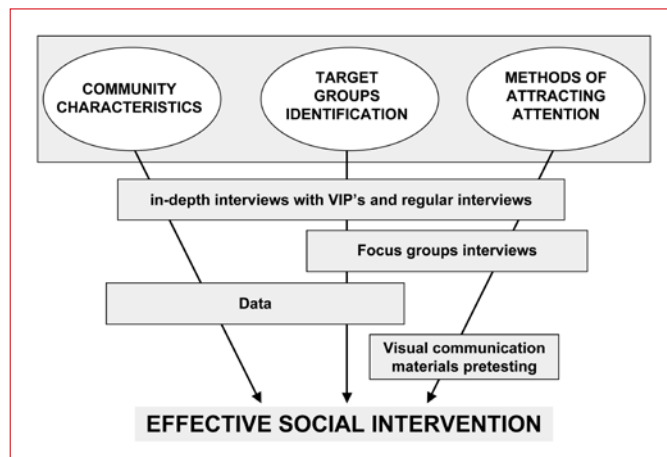 COMMUNITY
CHARACTERISTICS
TARGET
GROUPS
IDENTIFICATION
METHODS OF
ATTRACTING
ATTENTION
in-depth interviews with VIP's and regular interviews
Focus groups interviews
Data
Visual communication
materials pretesting
EFFECTIVE SOCIAL INTERVENTION